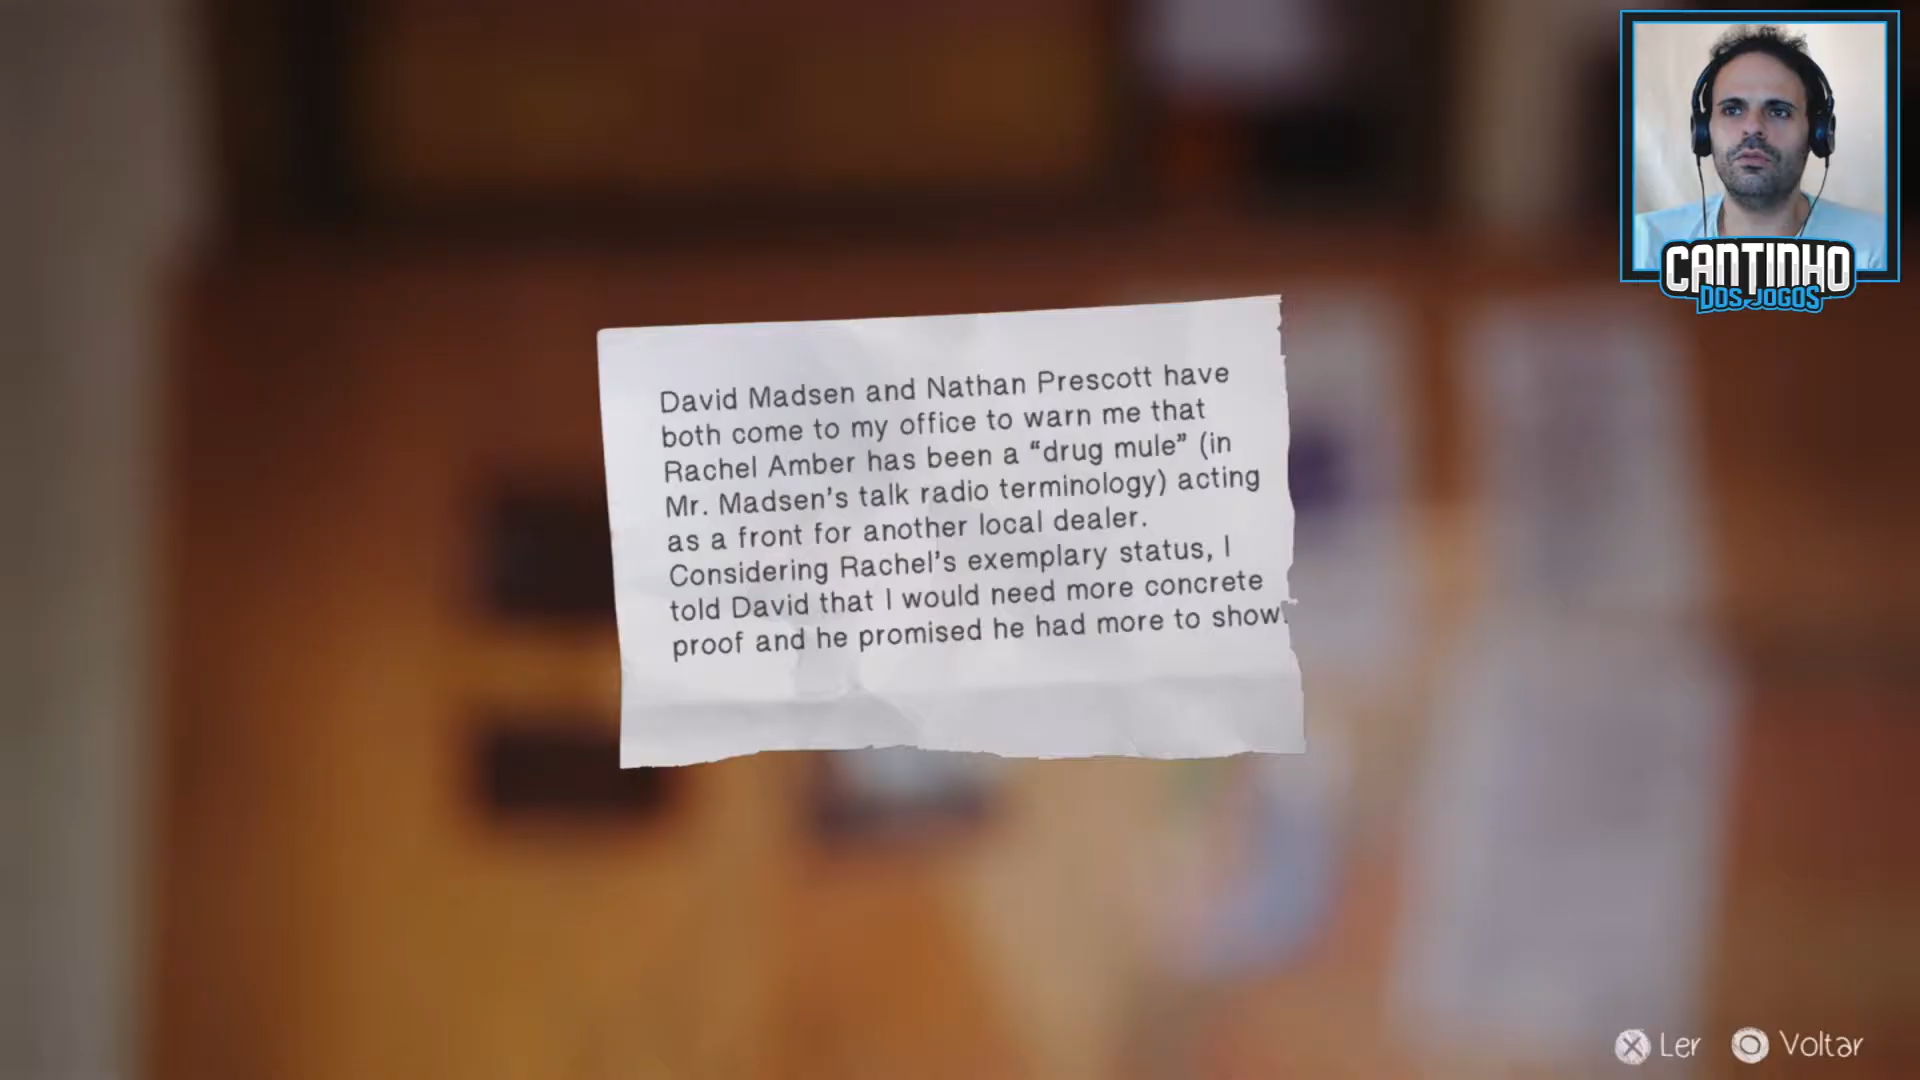 CANTINHO
DOS JOGOS
David Madsen and Nathan Prescott have
both come to my office to warn me that
Rachel Amber has been a “drug mule” (in
Mr. Madsen’s talk radio terminology) acting
as a front for another local dealer.
Considering Rachel’s exemplary status, I
told David that I would need more concrete
proof and he promised he had more to show.
Ler Voltar